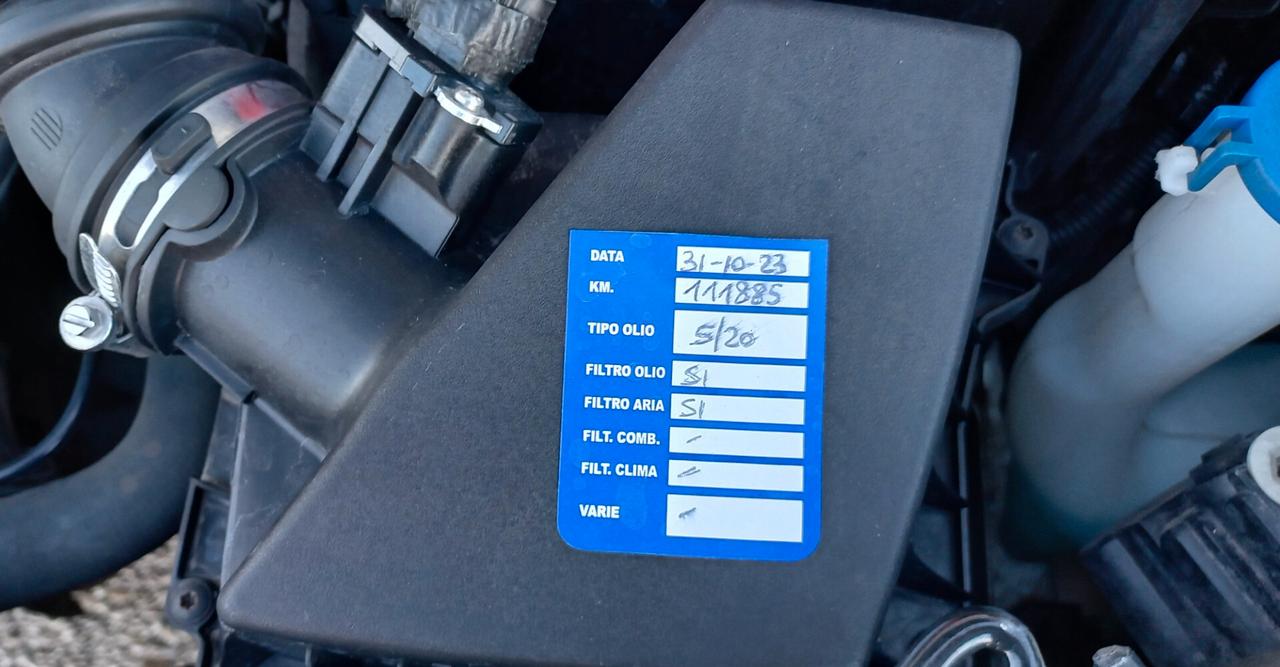 DATA 31-10-23
KM. 111885
TIPO OLIO 5/20
FILTRO OLIO SI
FILTRO ARIA SI
FILT. COMB. -
FILT. CLIMA -
VARIE -